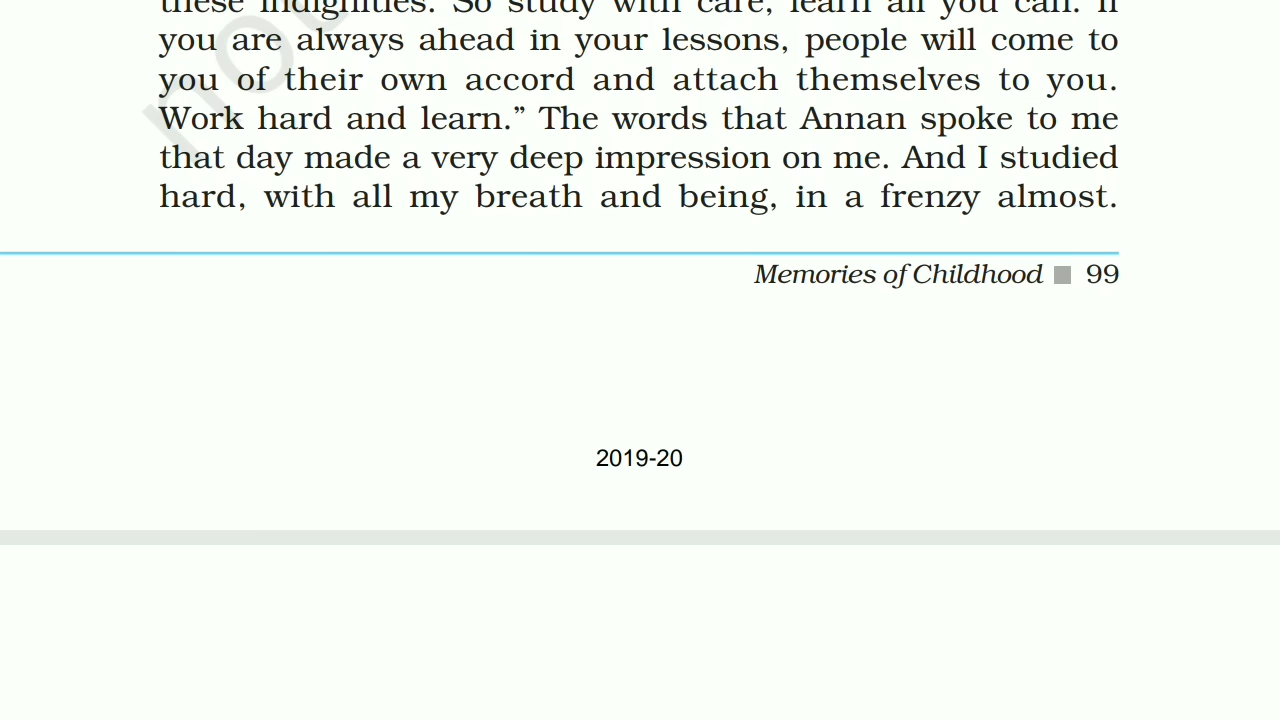 these indignities. So study with care, learn all you can. If
you are always ahead in your lessons, people will come to
you of their own accord and attach themselves to you.
Work hard and learn.” The words that Annan spoke to me
that day made a very deep impression on me. And I studied
hard, with all my breath and being, in a frenzy almost.
Memories of Childhood ■ 99
2019-20